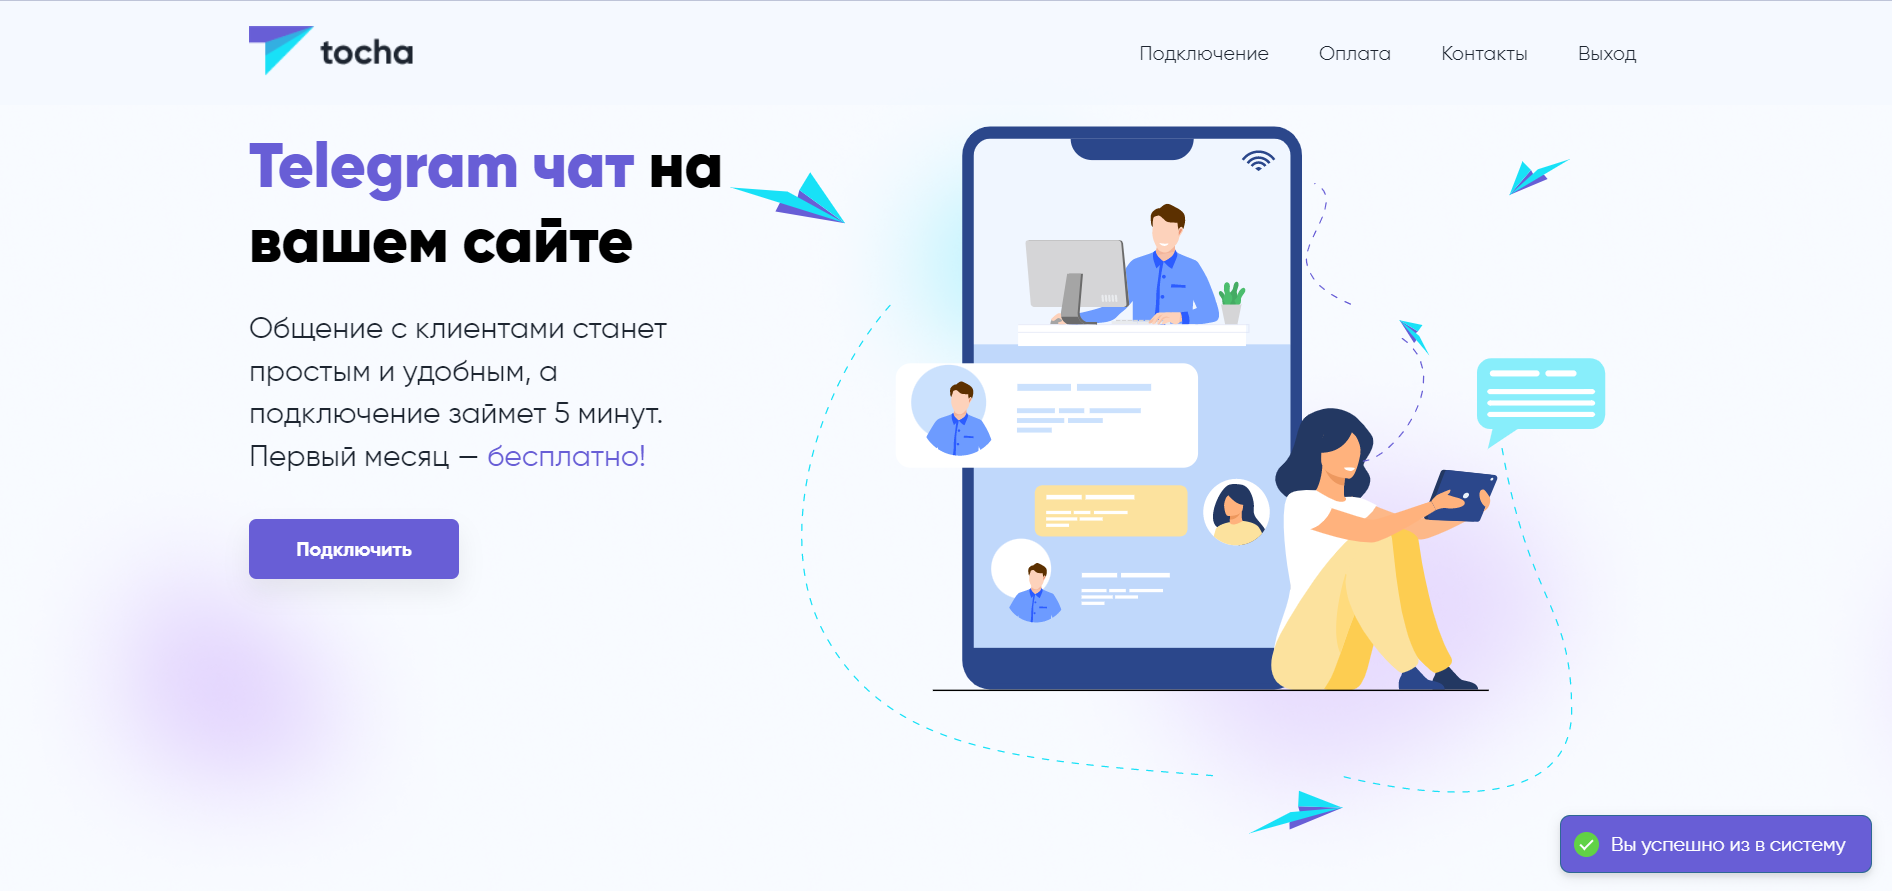 tocha
Подключение
Оплата
Контакты
Выход
Telegram чат на
вашем сайте
Общение с клиентами станет
простым и удобным, а
подключение займет 5 минут.
Первый месяц — бесплатно!
Подключить
Вы успешно из в систему